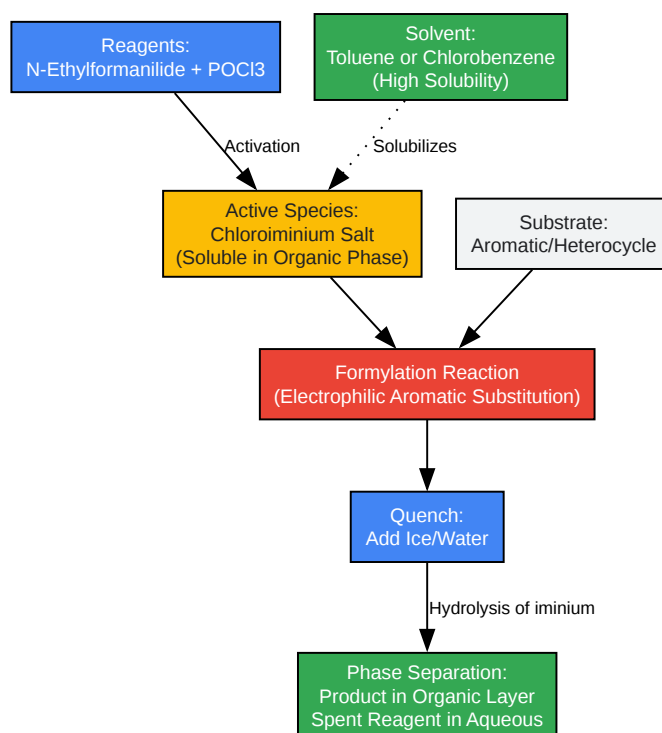 Reagents:
N-Ethylformanilide + POCl3
Solvent:
Toluene or Chlorobenzene
(High Solubility)
Activation
Solubilizes
Active Species:
Chloroiminium Salt
(Soluble in Organic Phase)
Substrate:
Aromatic/Heterocycle
Formylation Reaction
(Electrophilic Aromatic Substitution)
Quench:
Add Ice/Water
Hydrolysis of iminium
Phase Separation:
Product in Organic Layer
Spent Reagent in Aqueous